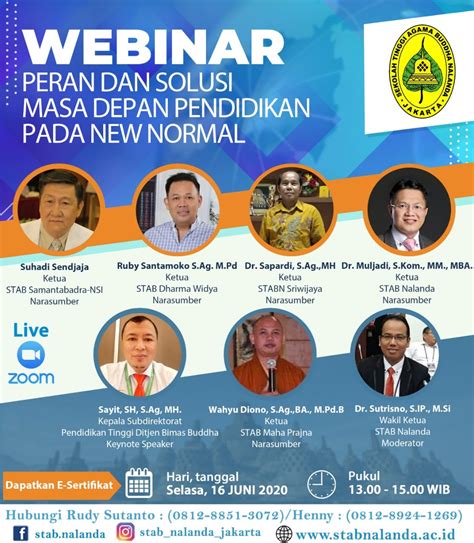 WEBINAR
PERAN DAN SOLUSI
MASA DEPAN PENDIDIKAN
PADA NEW NORMAL
SEKOLAH TINGGI AGAMA BUDDHA NALANDA
JAKARTA
Suhadi Sendjaja
Ketua
STAB Samantabadra-NSI
Narasumber
Ruby Santamoko S.Ag. M.Pd
Ketua
STAB Dharma Widya
Narasumber
Dr. Sapardi, S.Ag.,MH
Ketua
STABN Sriwijaya
Narasumber
Dr. Muljadi, S.Kom., MM., MBA.
Ketua
STAB Nalanda
Narasumber
Live
zoom
Sayit, SH, S.Ag, MH.
Kepala Subdirektorat
Pendidikan Tinggi Ditjen Bimas Buddha
Keynote Speaker
Wahyu Diono, S.Ag.,BA., M.Pd.B
Ketua
STAB Maha Prajna
Narasumber
Dr. Sutrisno, S.IP., M.Si
Wakil Ketua
STAB Nalanda
Moderator
Dapatkan E-Sertifikat
Hari, tanggal
Selasa, 16 JUNI 2020
Pukul
13.00 - 15.00 WIB
Hubungi Rudy Sutanto : (0812-8851-3072)/Henny : (0812-8924-1269)
stab.nalanda
stab_nalanda_jakarta
www.stabnalanda.ac.id